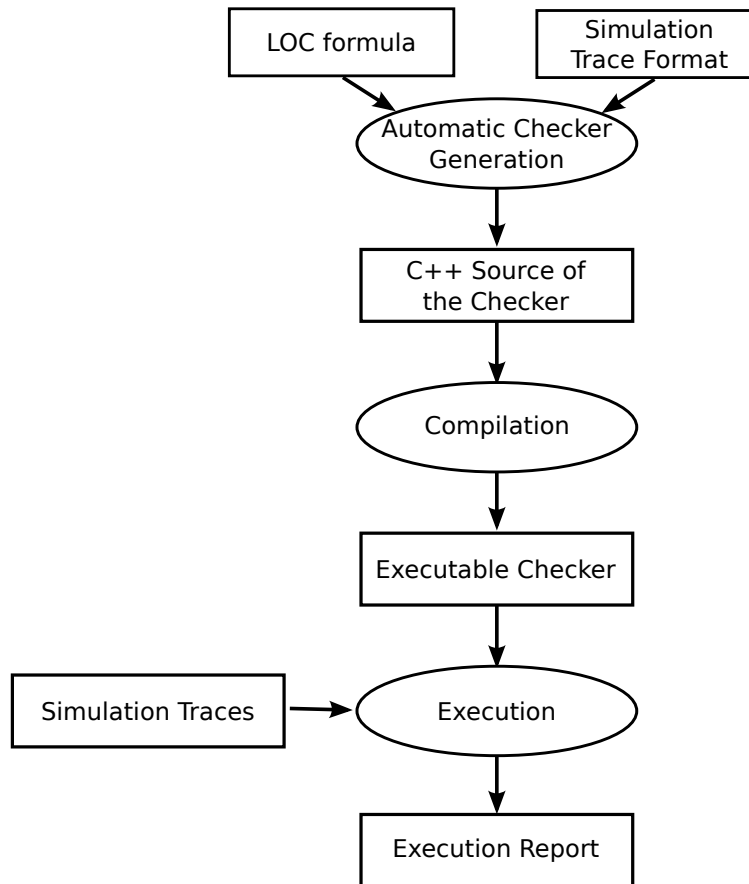 LOC formula
Simulation
Trace Format
Automatic Checker
Generation
C++ Source of
the Checker
Compilation
Executable Checker
Simulation Traces
Execution
Execution Report